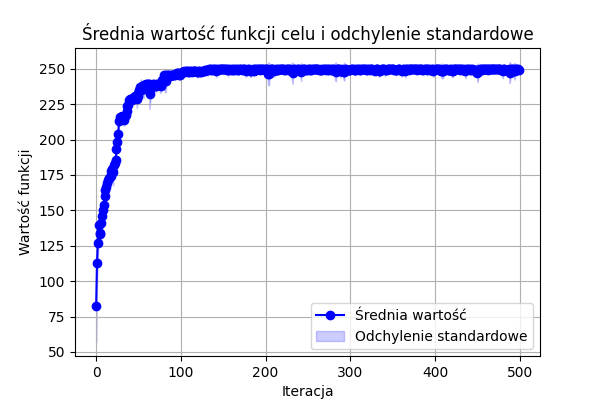 Średnia wartość funkcji celu i odchylenie standardowe
Wartość funkcji
250
225
200
175
150
125
100
75
50
0 100 200 300 400 500
Iteracja
Średnia wartość
Odchylenie standardowe